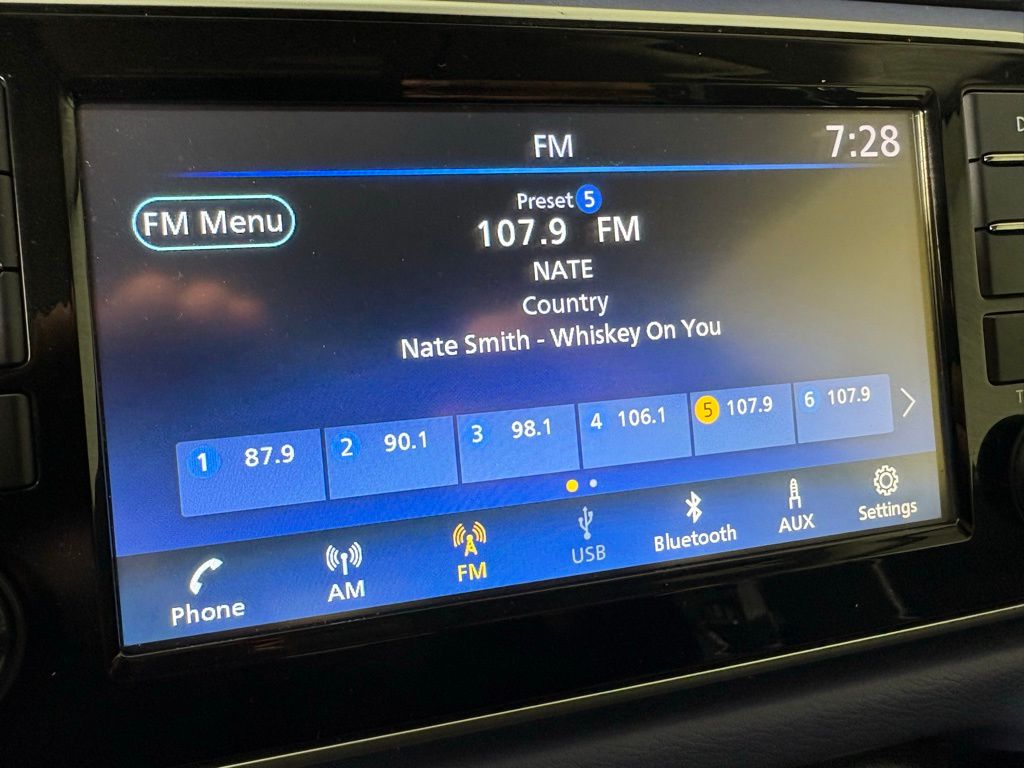 FM
7:28
FM Menu
Preset 5
107.9 FM
NATE
Country
Nate Smith - Whiskey On You
1 87.9
2 90.1
3 98.1
4 106.1
5 107.9
6 107.9
Phone
AM
FM
USB
Bluetooth
AUX
Settings